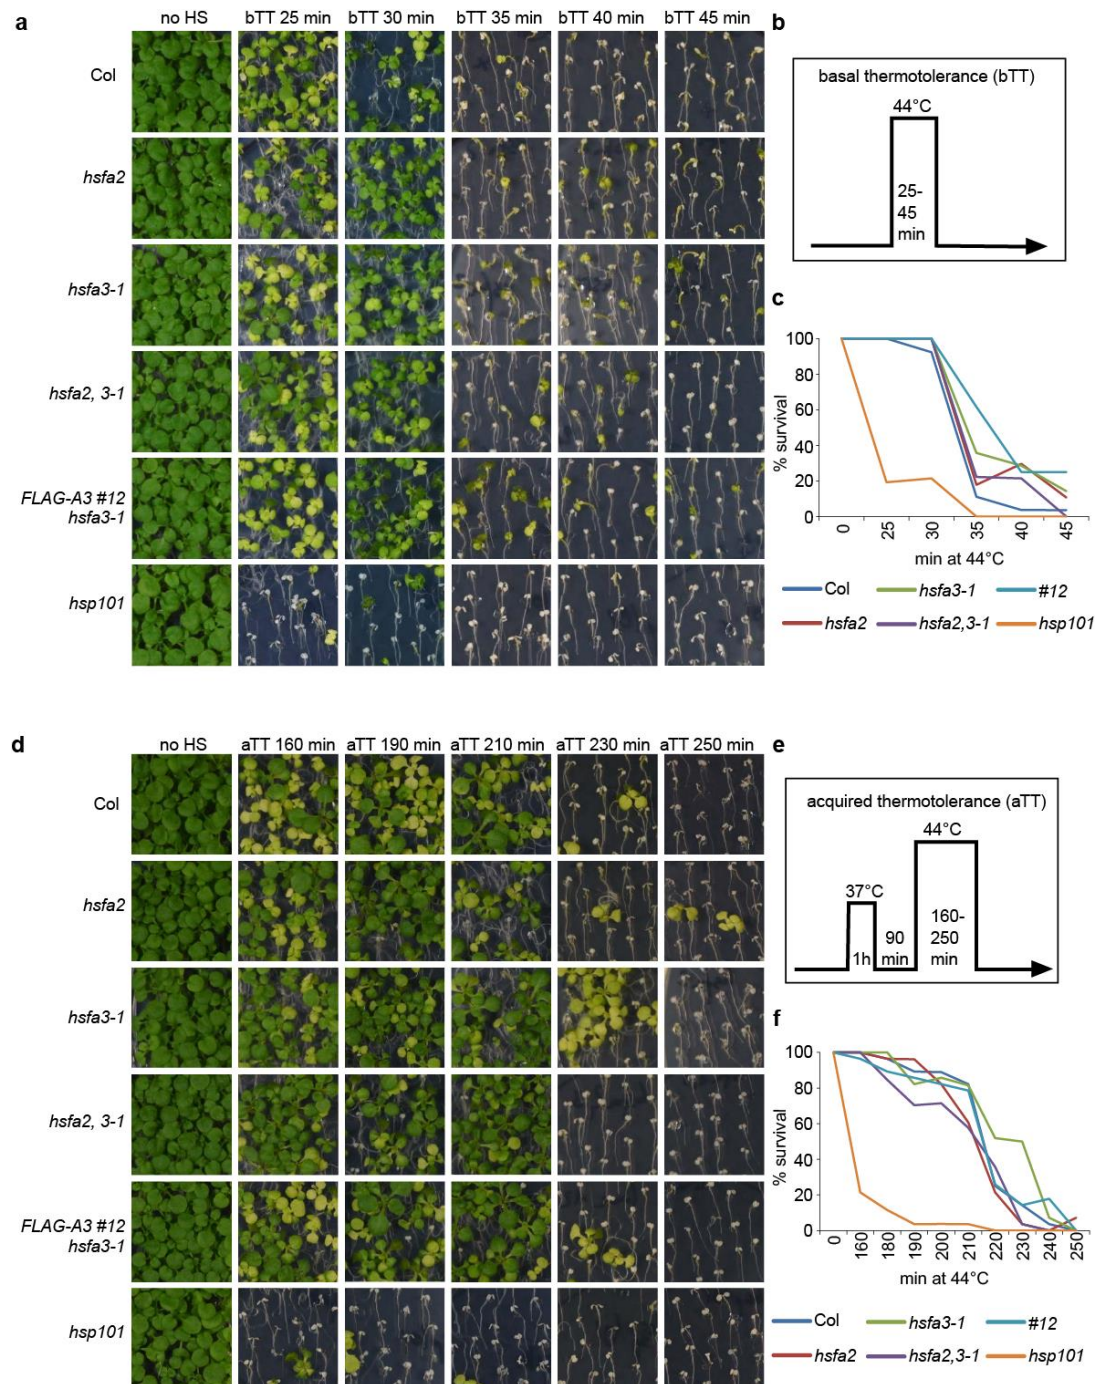 a
no HS bTT 25 min bTT 30 min bTT 35 min bTT 40 min bTT 45 min
Col
hsfa2
hsfa3-1
hsfa2, 3-1
FLAG-A3 #12
hsfa3-1
hsp101
b
basal thermotolerance (bTT)
44°C
25-
45
min
c
% survival
100
80
60
40
20
0
0 25 30 35 40 45
min at 44°C
Col hsfa3-1 #12
hsfa2 hsfa2,3-1 hsp101
d
no HS aTT 160 min aTT 190 min aTT 210 min aTT 230 min aTT 250 min
Col
hsfa2
hsfa3-1
hsfa2, 3-1
FLAG-A3 #12
hsfa3-1
hsp101
e
acquired thermotolerance (aTT)
44°C
37°C
160-
250
min
90
min
1h
f
% survival
100
80
60
40
20
0
0 160 180 190 200 210 220 230 240 250
min at 44°C
Col hsfa3-1 #12
hsfa2 hsfa2,3-1 hsp101